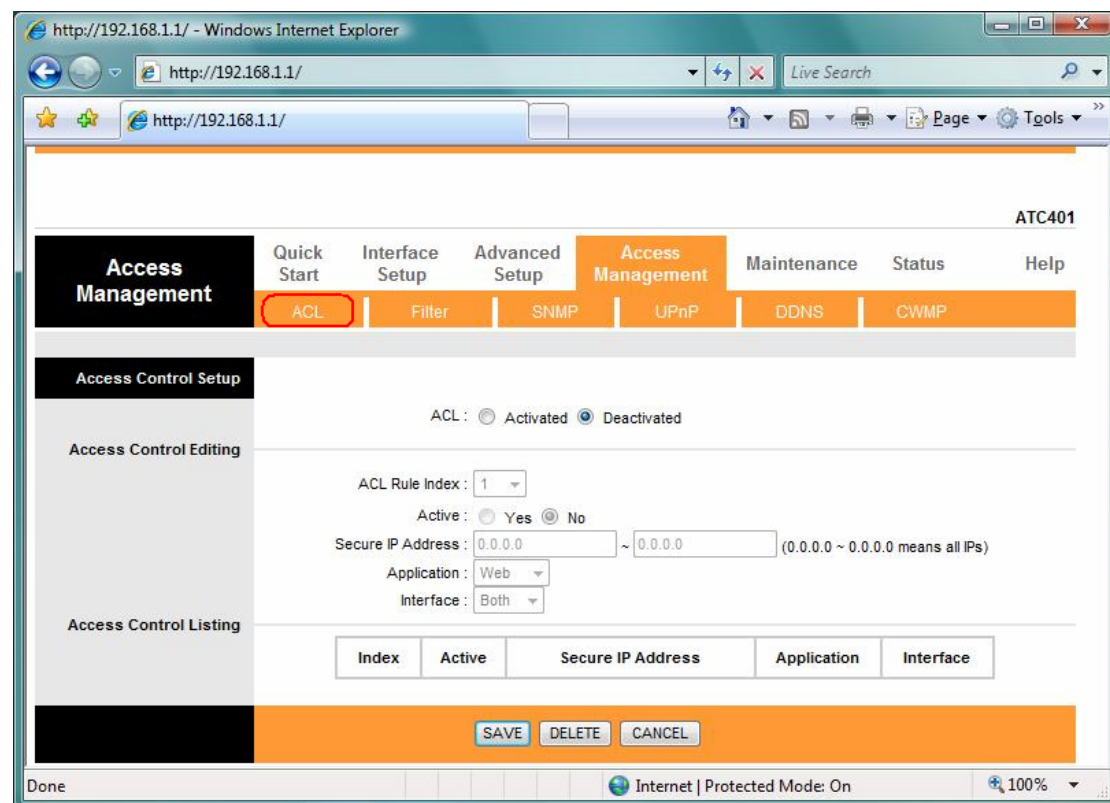 http://192.168.1.1/ - Windows Internet Explorer
http://192.168.1.1/
Live Search
http://192.168.1.1/
Page
Tools
ATC401
Access Management
Quick Start
Interface Setup
Advanced Setup
Access Management
Maintenance
Status
Help
ACL
Filter
SNMP
UPnP
DDNS
CWMP
Access Control Setup
ACL : Activated Deactivated
Access Control Editing
ACL Rule Index : 1
Active : Yes No
Secure IP Address : 0.0.0.0 ~ 0.0.0.0 (0.0.0.0 ~ 0.0.0.0 means all IPs)
Application : Web
Interface : Both
Access Control Listing
Index Active Secure IP Address Application Interface
SAVE DELETE CANCEL
Done
Internet | Protected Mode: On
100%